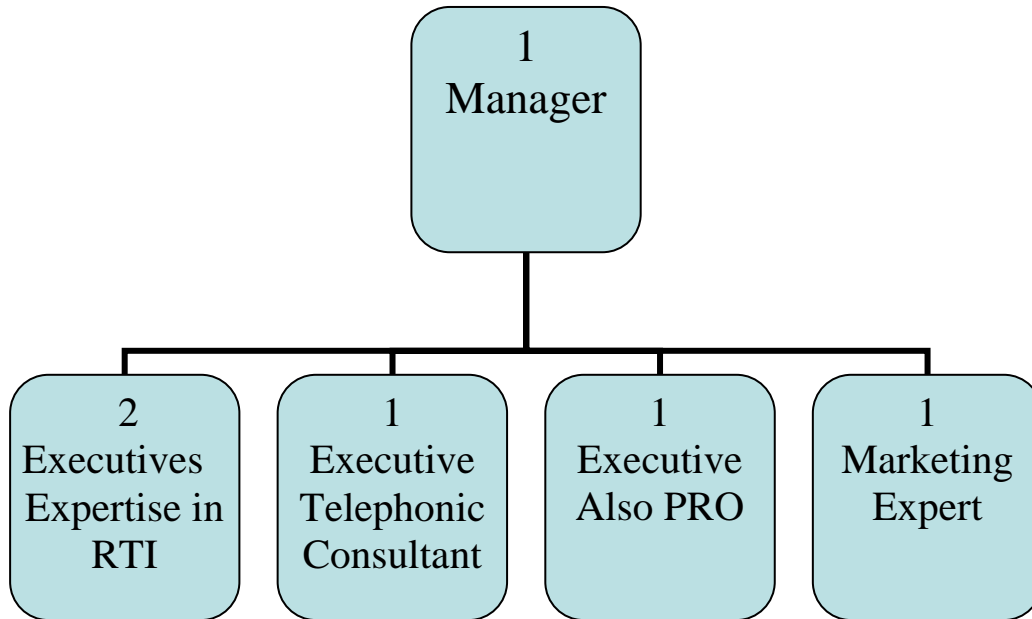 1
Manager
2
Executives
Expertise in
RTI
1
Executive
Telephonic
Consultant
1
Executive
Also PRO
1
Marketing
Expert